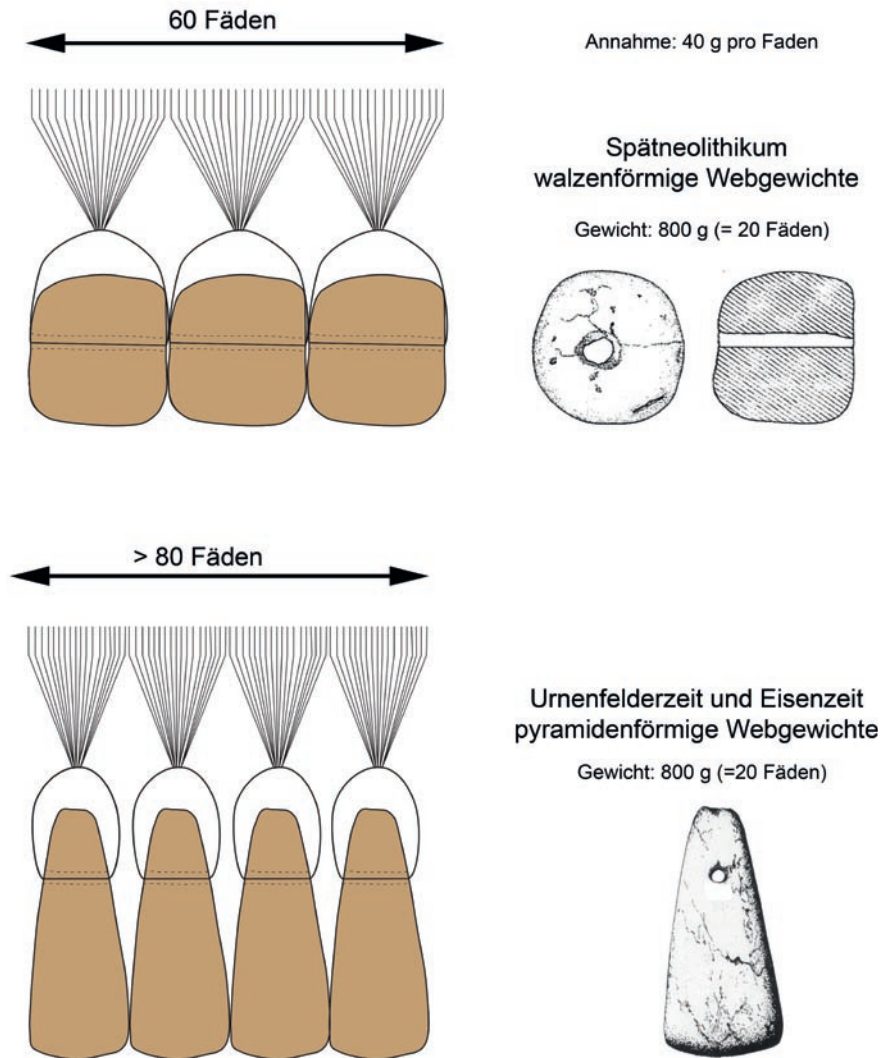 60 Fäden
Annahme: 40 g pro Faden
Spätneolithikum
walzenförmige Webgewichte
Gewicht: 800 g (= 20 Fäden)
> 80 Fäden
Urnenfelderzeit und Eisenzeit
pyramidenförmige Webgewichte
Gewicht: 800 g (=20 Fäden)